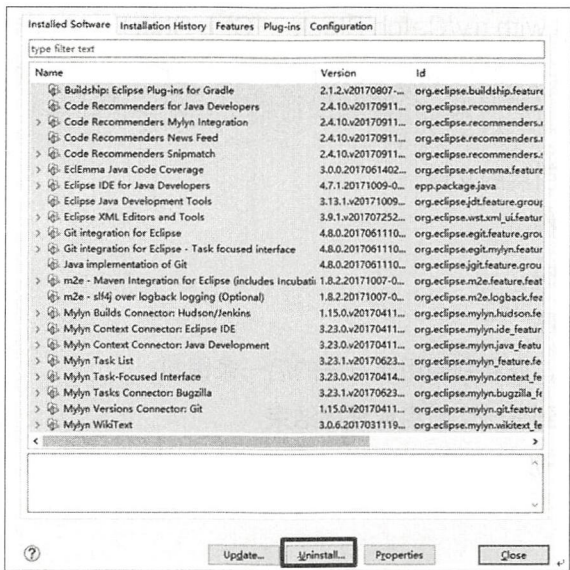 Installed Software Installation History Features Plug-ins Configuration
type filter text
Name Version Id
Buildship: Eclipse Plug-ins for Gradle 2.1.2.v20170807-... org.eclipse.buildship.feature
Code Recommenders for Java Developers 2.4.10.v20170911... org.eclipse.recommenders.r
Code Recommenders Mylyn Integration 2.4.10.v20170911... org.eclipse.recommenders.r
Code Recommenders News Feed 2.4.10.v20170911... org.eclipse.recommenders.r
Code Recommenders Snipmatch 2.4.10.v20170911... org.eclipse.recommenders.r
EclEmma Java Code Coverage 3.0.0.2017061402... org.eclipse.eclemma.feature
Eclipse IDE for Java Developers 4.7.1.20171009-0... epp.package.java
Eclipse Java Development Tools 3.13.1.v20171009... org.eclipse.jdt.feature.group
Eclipse XML Editors and Tools 3.9.1.v201707252... org.eclipse.wst.xml_ui.featur
Git integration for Eclipse 4.8.0.2017061110... org.eclipse.egit.feature.grou
Git integration for Eclipse - Task focused interface 4.8.0.2017061110... org.eclipse.egit.mylyn.featur
Java implementation of Git 4.8.0.2017061110... org.eclipse.jgit.feature.grou
m2e - Maven Integration for Eclipse (includes Incubati 1.8.2.20171007-0... org.eclipse.m2e.feature.feat
m2e - slf4j over logback logging (Optional) 1.8.2.20171007-0... org.eclipse.m2e.logback.fea
Mylyn Builds Connector: Hudson/Jenkins 1.15.0.v20170411... org.eclipse.mylyn.hudson.fe
Mylyn Context Connector: Eclipse IDE 3.23.0.v20170411... org.eclipse.mylyn.ide_featur
Mylyn Context Connector: Java Development 3.23.0.v20170411... org.eclipse.mylyn.java_featu
Mylyn Task List 3.23.1.v20170623... org.eclipse.mylyn_feature.fe
Mylyn Task-Focused Interface 3.23.0.v20170414... org.eclipse.mylyn.context_fe
Mylyn Tasks Connector: Bugzilla 3.23.1.v20170623... org.eclipse.mylyn.bugzilla_fe
Mylyn Versions Connector: Git 1.15.0.v20170411... org.eclipse.mylyn.git.feature
Mylyn WikiText 3.0.6.2017031119... org.eclipse.mylyn.wikitext_fe
Update... Uninstall... Properties Close